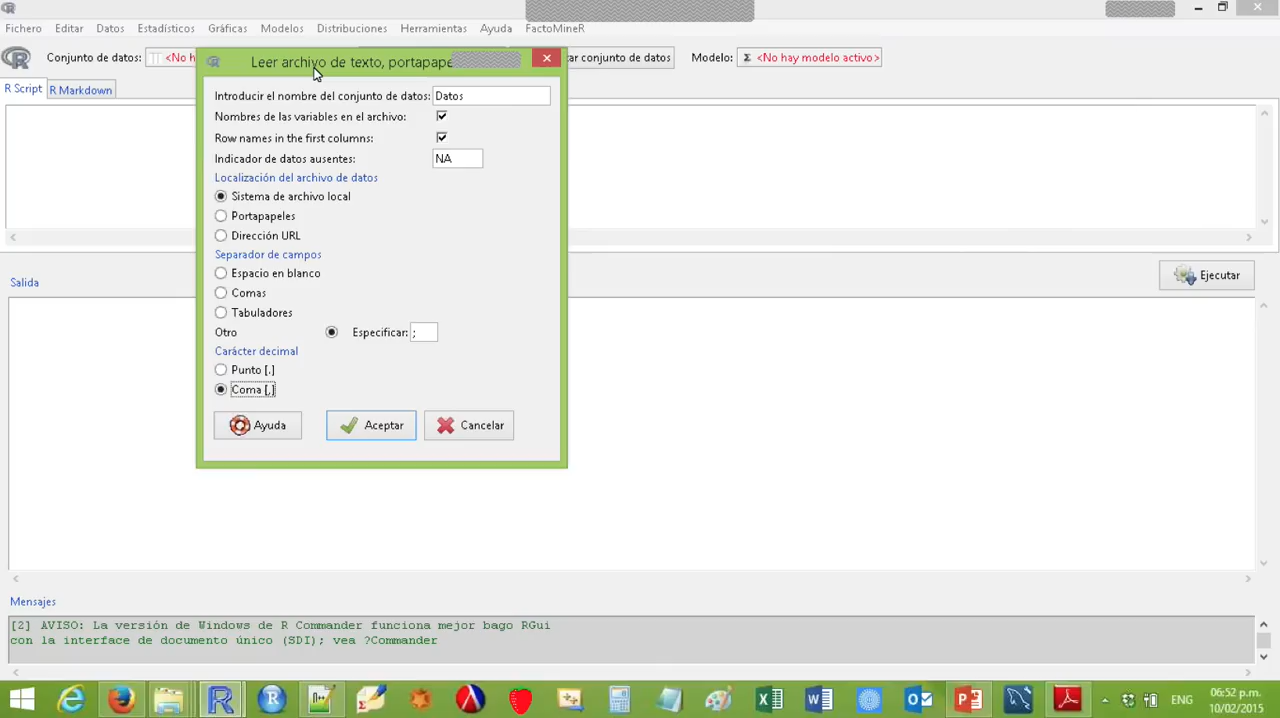 Fichero Editar Datos Estadísticos Gráficas Modelos Distribuciones Herramientas Ayuda FactoMineR
Conjunto de datos: <No h
tar conjunto de datos Modelo: Σ <No hay modelo activo>
R Script R Markdown
Leer archivo de texto, portapape
Introducir el nombre del conjunto de datos: Datos
Nombres de las variables en el archivo:
Row names in the first columns:
Indicador de datos ausentes: NA
Localización del archivo de datos
Sistema de archivo local
Portapapeles
Dirección URL
Separador de campos
Espacio en blanco
Comas
Tabuladores
Otro Especificar: ;
Carácter decimal
Punto [.]
Coma [,]
Ayuda Aceptar Cancelar
Salida
Ejecutar
Mensajes
[2] AVISO: La versión de Windows de R Commander funciona mejor bago RGui
con la interface de documento único (SDI); vea ?Commander
ENG
06:52 p.m.
10/02/2015